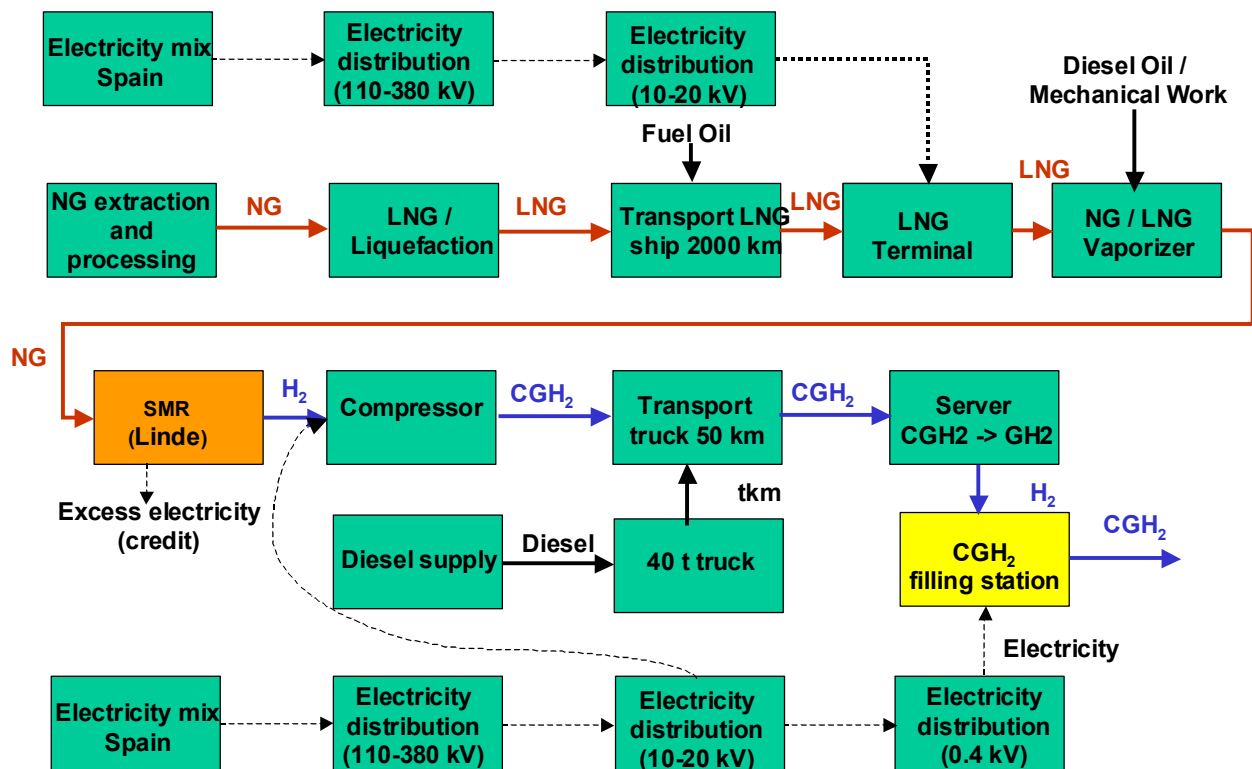 Electricity mix
Spain
Electricity
distribution
(110-380 kV)
Electricity
distribution
(10-20 kV)
Diesel Oil /
Mechanical Work
Fuel Oil
NG extraction
and
processing
NG
LNG /
Liquefaction
LNG
Transport LNG
ship 2000 km
LNG
LNG
Terminal
LNG
NG / LNG
Vaporizer
NG
SMR
(Linde)
H₂
Compressor
CGH₂
Transport
truck 50 km
CGH₂
Server
CGH2 -> GH2
Excess electricity
(credit)
tkm
H₂
Diesel supply
Diesel
40 t truck
CGH₂
filling station
CGH₂
Electricity
Electricity mix
Spain
Electricity
distribution
(110-380 kV)
Electricity
distribution
(10-20 kV)
Electricity
distribution
(0.4 kV)